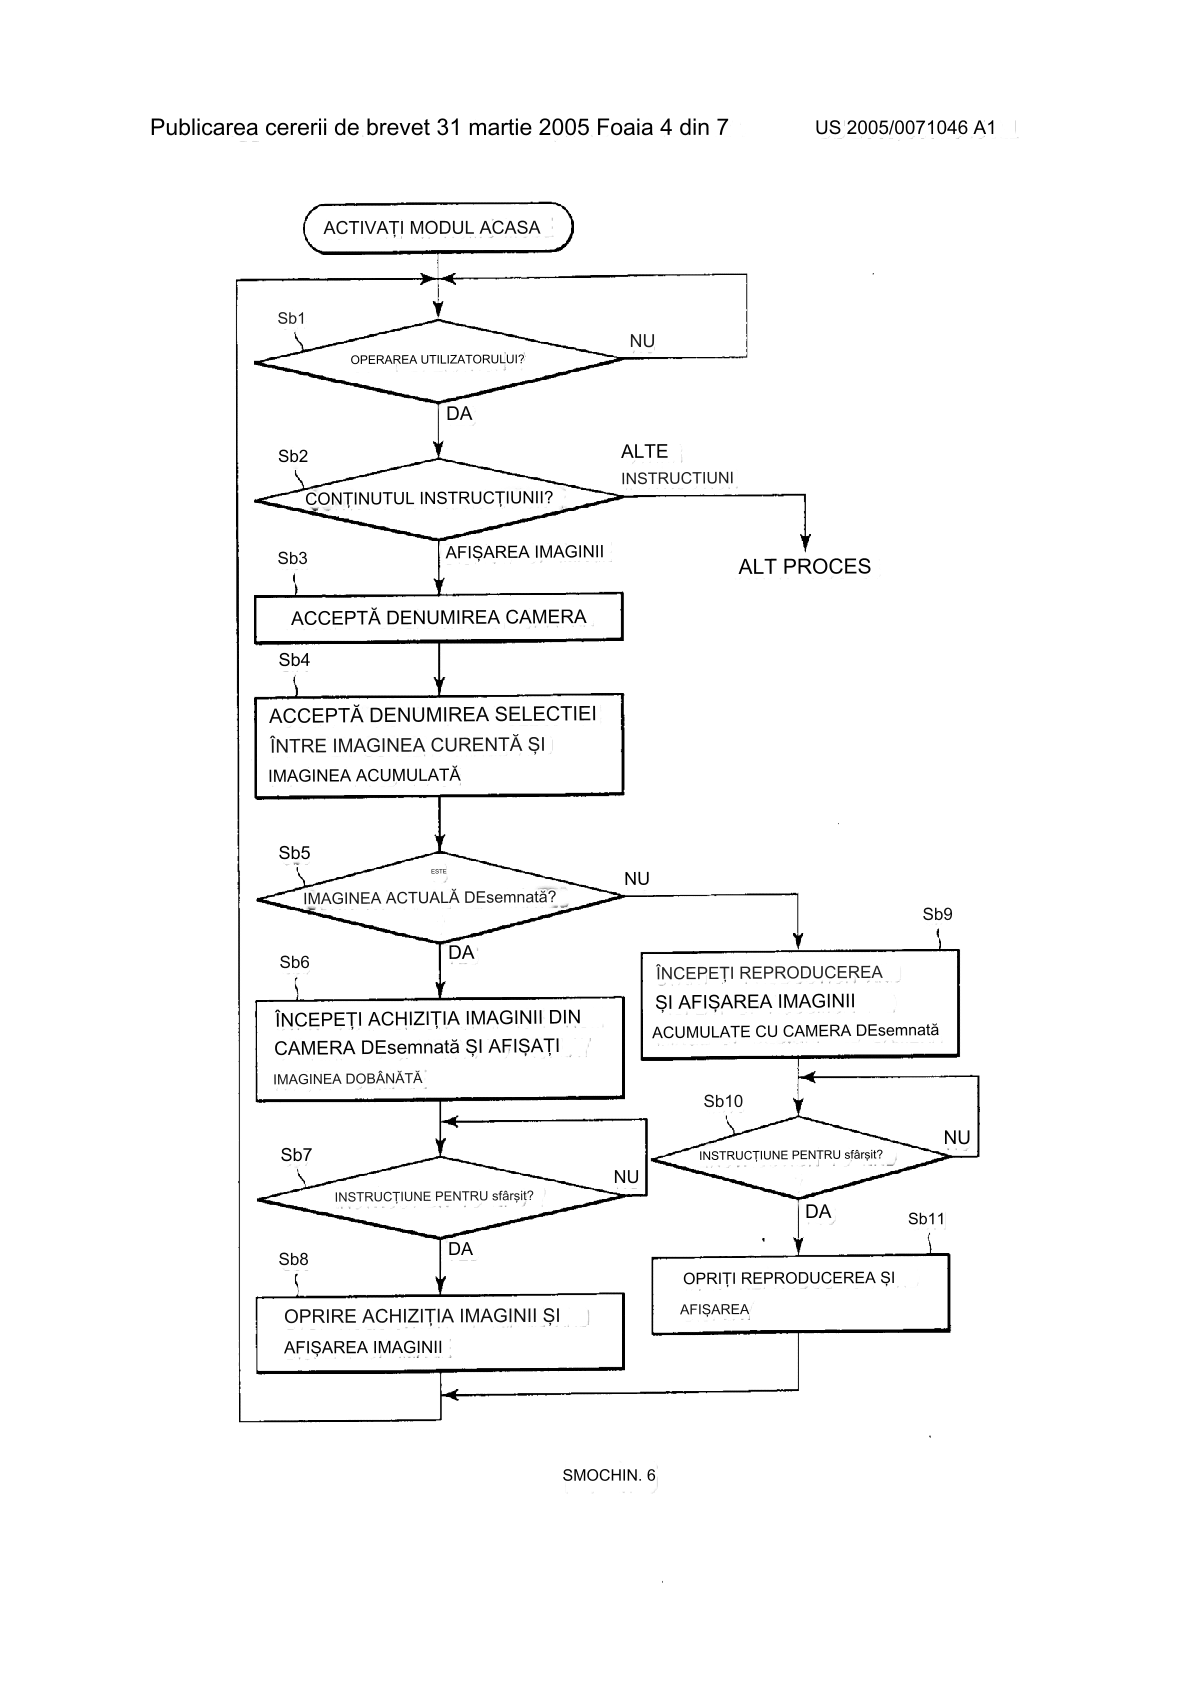 Publicarea cererii de brevet 31 martie 2005 Foaia 4 din 7 US 2005/0071046 A1
ACTIVAȚI MODUL ACASA
Sb1
OPERAREA UTILIZATORULUI?
NU
DA
Sb2
CONȚINUTUL INSTRUCȚIUNII?
ALTE
INSTRUCTIUNI
ALT PROCES
AFIȘAREA IMAGINII
Sb3
ACCEPTĂ DENUMIREA CAMERA
Sb4
ACCEPTĂ DENUMIREA SELECTIEI
ÎNTRE IMAGINEA CURENTĂ ȘI
IMAGINEA ACUMULATĂ
Sb5
ESTE
IMAGINEA ACTUALĂ DEsemnată?
NU
DA
Sb6
ÎNCEPEȚI ACHIZIȚIA IMAGINII DIN
CAMERA DEsemnată ȘI AFIȘAȚI
IMAGINEA DOBÂNĂTĂ
Sb7
INSTRUCȚIUNE PENTRU sfârșit?
NU
DA
Sb8
OPRIRE ACHIZIȚIA IMAGINII ȘI
AFIȘAREA IMAGINII
Sb9
ÎNCEPEȚI REPRODUCEREA
ȘI AFIȘAREA IMAGINII
ACUMULATE CU CAMERA DEsemnată
Sb10
INSTRUCȚIUNE PENTRU sfârșit?
NU
DA
Sb11
OPRIȚI REPRODUCEREA ȘI
AFIȘAREA
SMOCHIN. 6